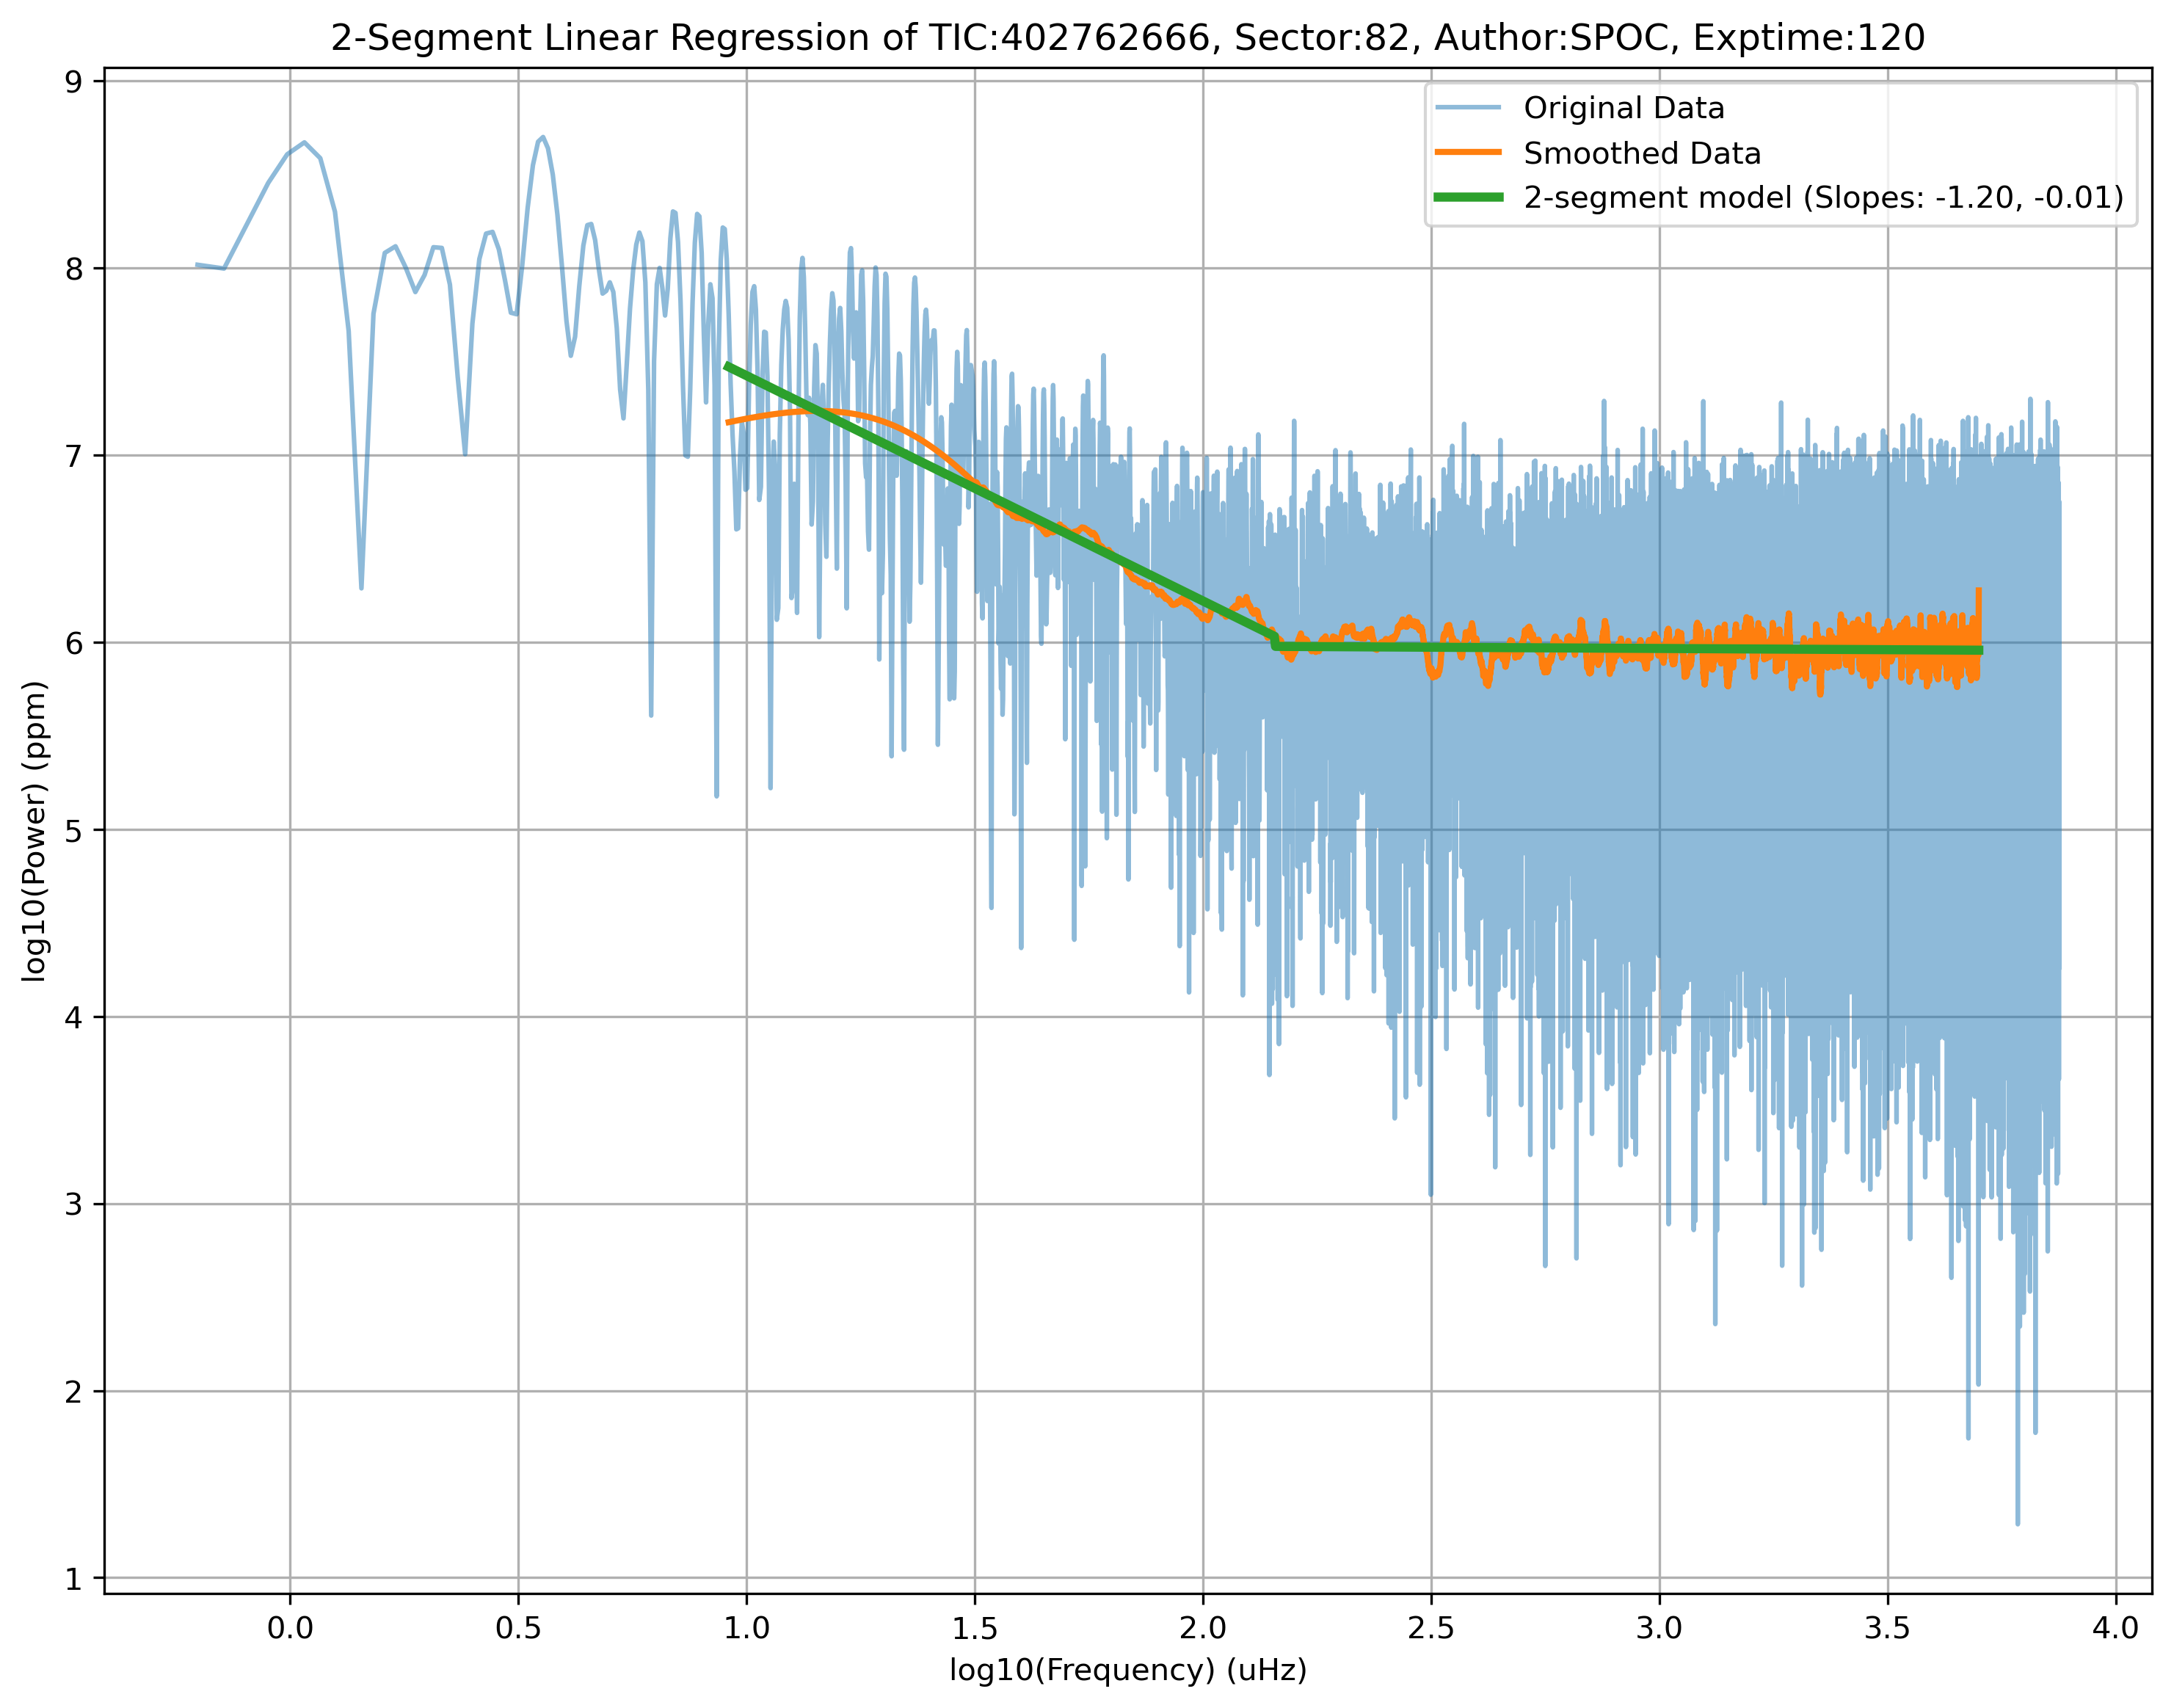 2-Segment Linear Regression of TIC:402762666, Sector:82, Author:SPOC, Exptime:120
Original Data
Smoothed Data
2-segment model (Slopes: -1.20, -0.01)
log10(Power) (ppm)
9
8
7
6
5
4
3
2
1
0.0 0.5 1.0 1.5 2.0 2.5 3.0 3.5 4.0
log10(Frequency) (uHz)